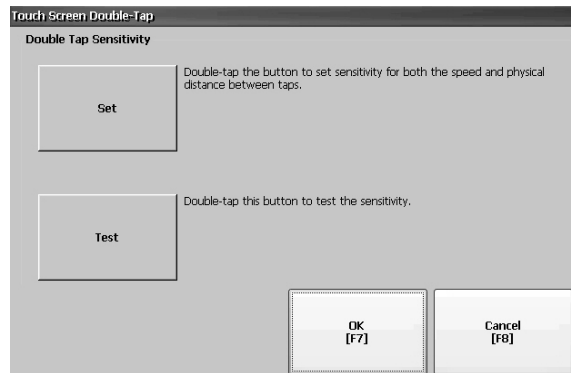 Touch Screen Double-Tap
Double Tap Sensitivity
Set
Double-tap the button to set sensitivity for both the speed and physical
distance between taps.
Test
Double-tap this button to test the sensitivity.
OK
[F7]
Cancel
[F8]